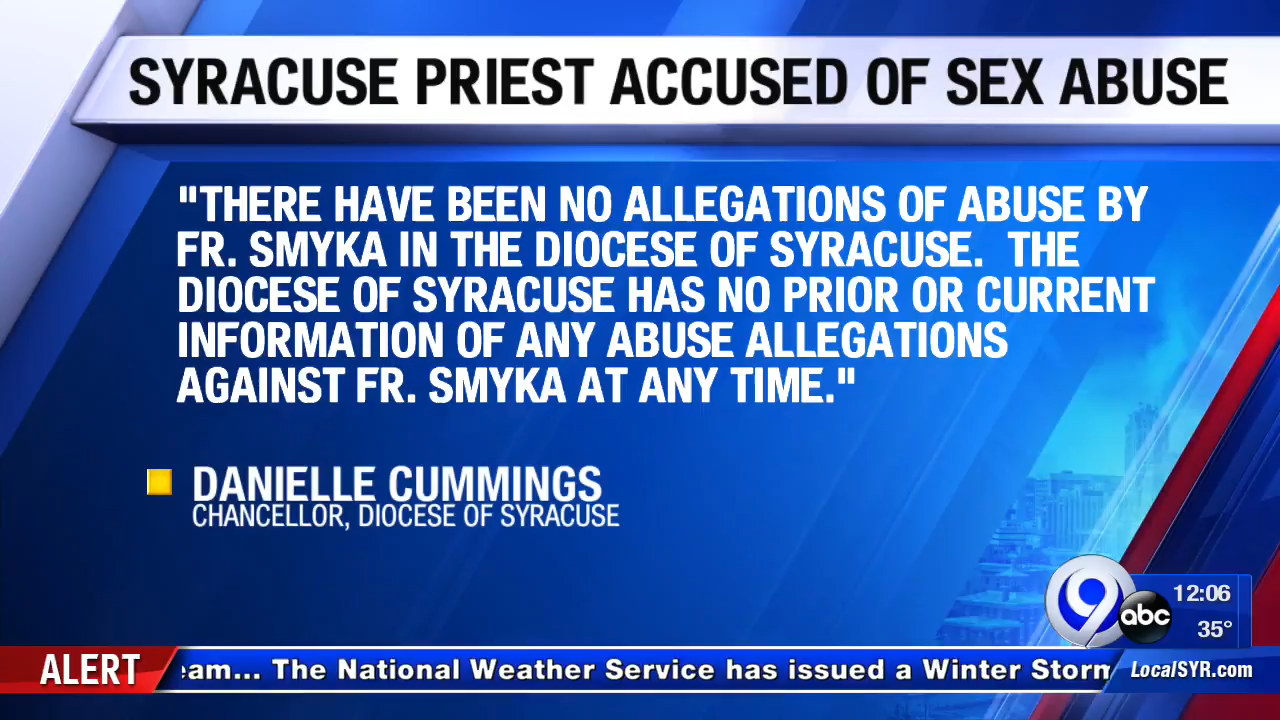 SYRACUSE PRIEST ACCUSED OF SEX ABUSE
"THERE HAVE BEEN NO ALLEGATIONS OF ABUSE BY
FR. SMYKA IN THE DIOCESE OF SYRACUSE.  THE
DIOCESE OF SYRACUSE HAS NO PRIOR OR CURRENT
INFORMATION OF ANY ABUSE ALLEGATIONS
AGAINST FR. SMYKA AT ANY TIME."
DANIELLE CUMMINGS
CHANCELLOR, DIOCESE OF SYRACUSE
9
abc
12:06
35°
ALERT
eam... The National Weather Service has issued a Winter Storm
LocalSYR.com